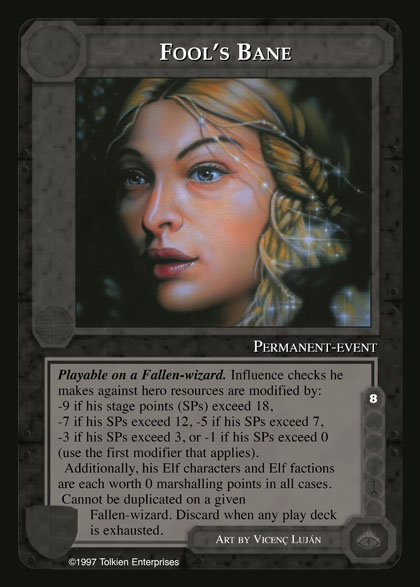 FOOL'S BANE
PERMANENT-EVENT
Playable on a Fallen-wizard. Influence checks he
makes against hero resources are modified by:
-9 if his stage points (SPs) exceed 18,
-7 if his SPs exceed 12, -5 if his SPs exceed 7,
-3 if his SPs exceed 3, or -1 if his SPs exceed 0
(use the first modifier that applies).
Additionally, his Elf characters and Elf factions
are each worth 0 marshalling points in all cases.
Cannot be duplicated on a given
Fallen-wizard. Discard when any play deck
is exhausted.
8
ART BY VICENÇ LUJÁN
©1997 Tolkien Enterprises